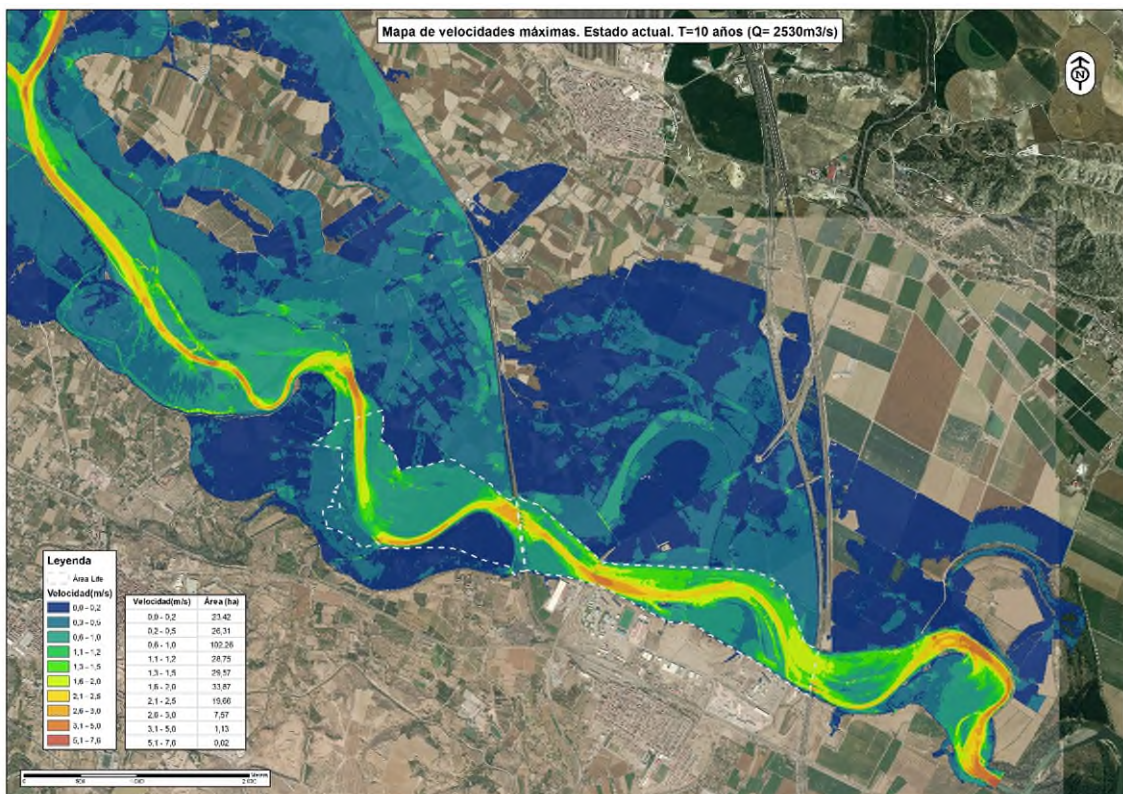 Mapa de velocidades máximas. Estado actual. T=10 años (Q= 2530m3/s)
N
Leyenda
Área Life
Velocidad(m/s)
0,0 - 0,2
0,3 - 0,5
0,6 - 1,0
1,1 - 1,2
1,3 - 1,5
1,6 - 2,0
2,1 - 2,5
2,6 - 3,0
3,1 - 5,0
5,1 - 7,6
Velocidad(m/s) Área (ha)
0,0 - 0,2 23,42
0,2 - 0,5 26,31
0,6 - 1,0 102,26
1,1 - 1,2 28,75
1,3 - 1,5 29,57
1,6 - 2,0 33,87
2,1 - 2,5 19,66
2,6 - 3,0 7,57
3,1 - 5,0 1,13
5,1 - 7,6 0,02
0 500 1.000 2.000